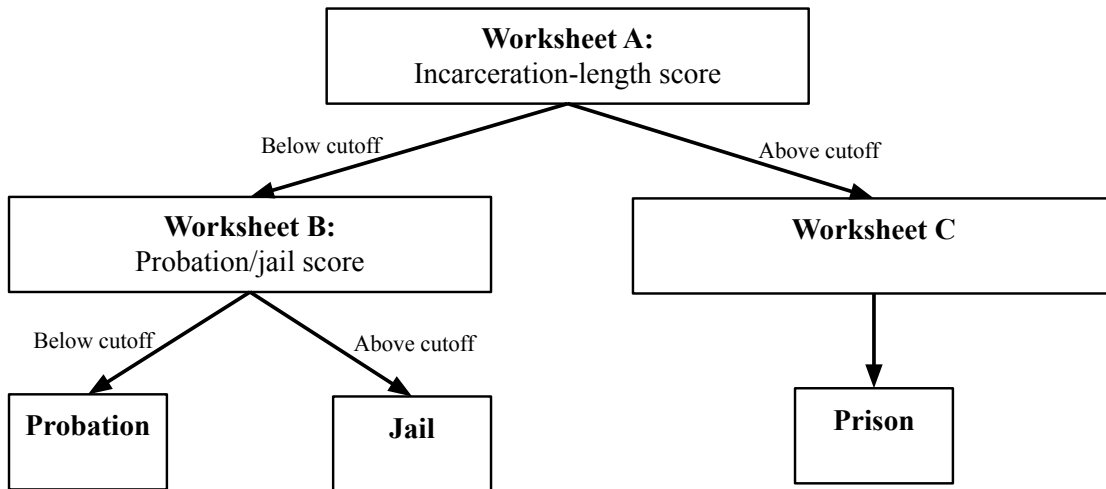 Worksheet A:
Incarceration-length score
Below cutoff
Above cutoff
Worksheet B:
Probation/jail score
Worksheet C
Below cutoff
Above cutoff
Probation
Jail
Prison